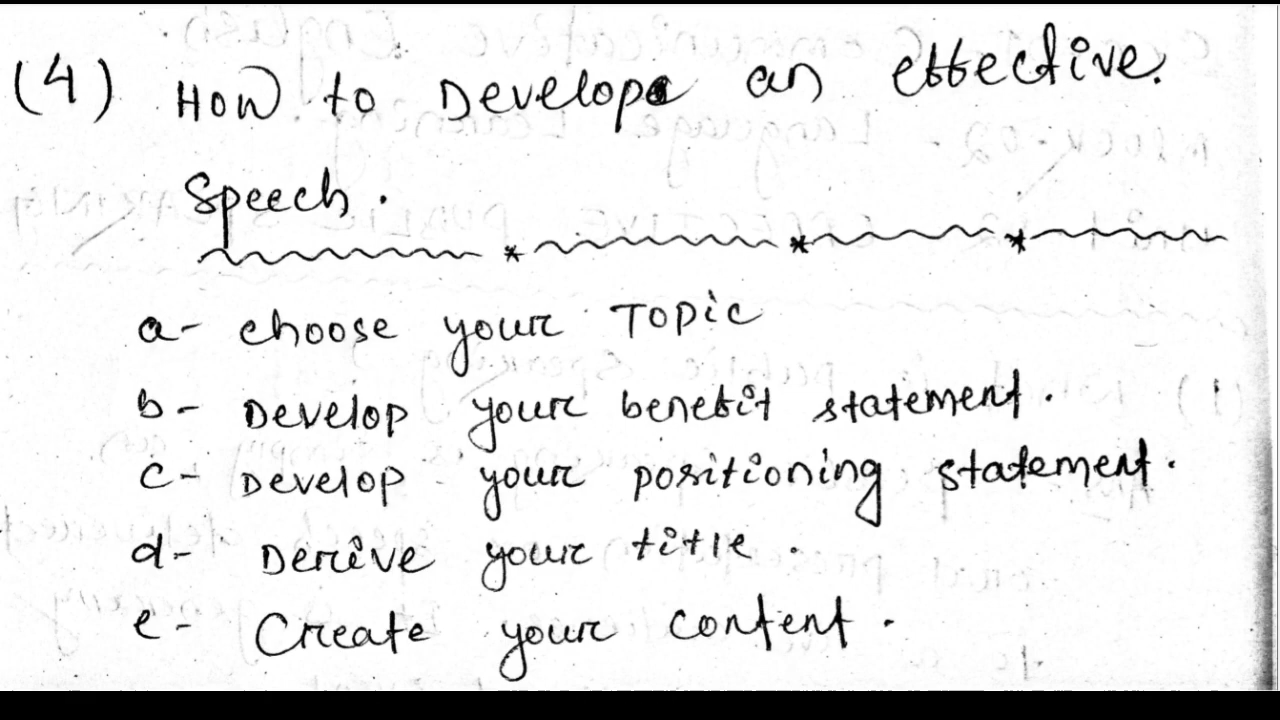 (4) How to Develop an effective.
Speech.
a- choose your Topic
b- Develop your benefit statement.
c- Develop your positioning statement.
d- Derive your title.
e- Create your content.